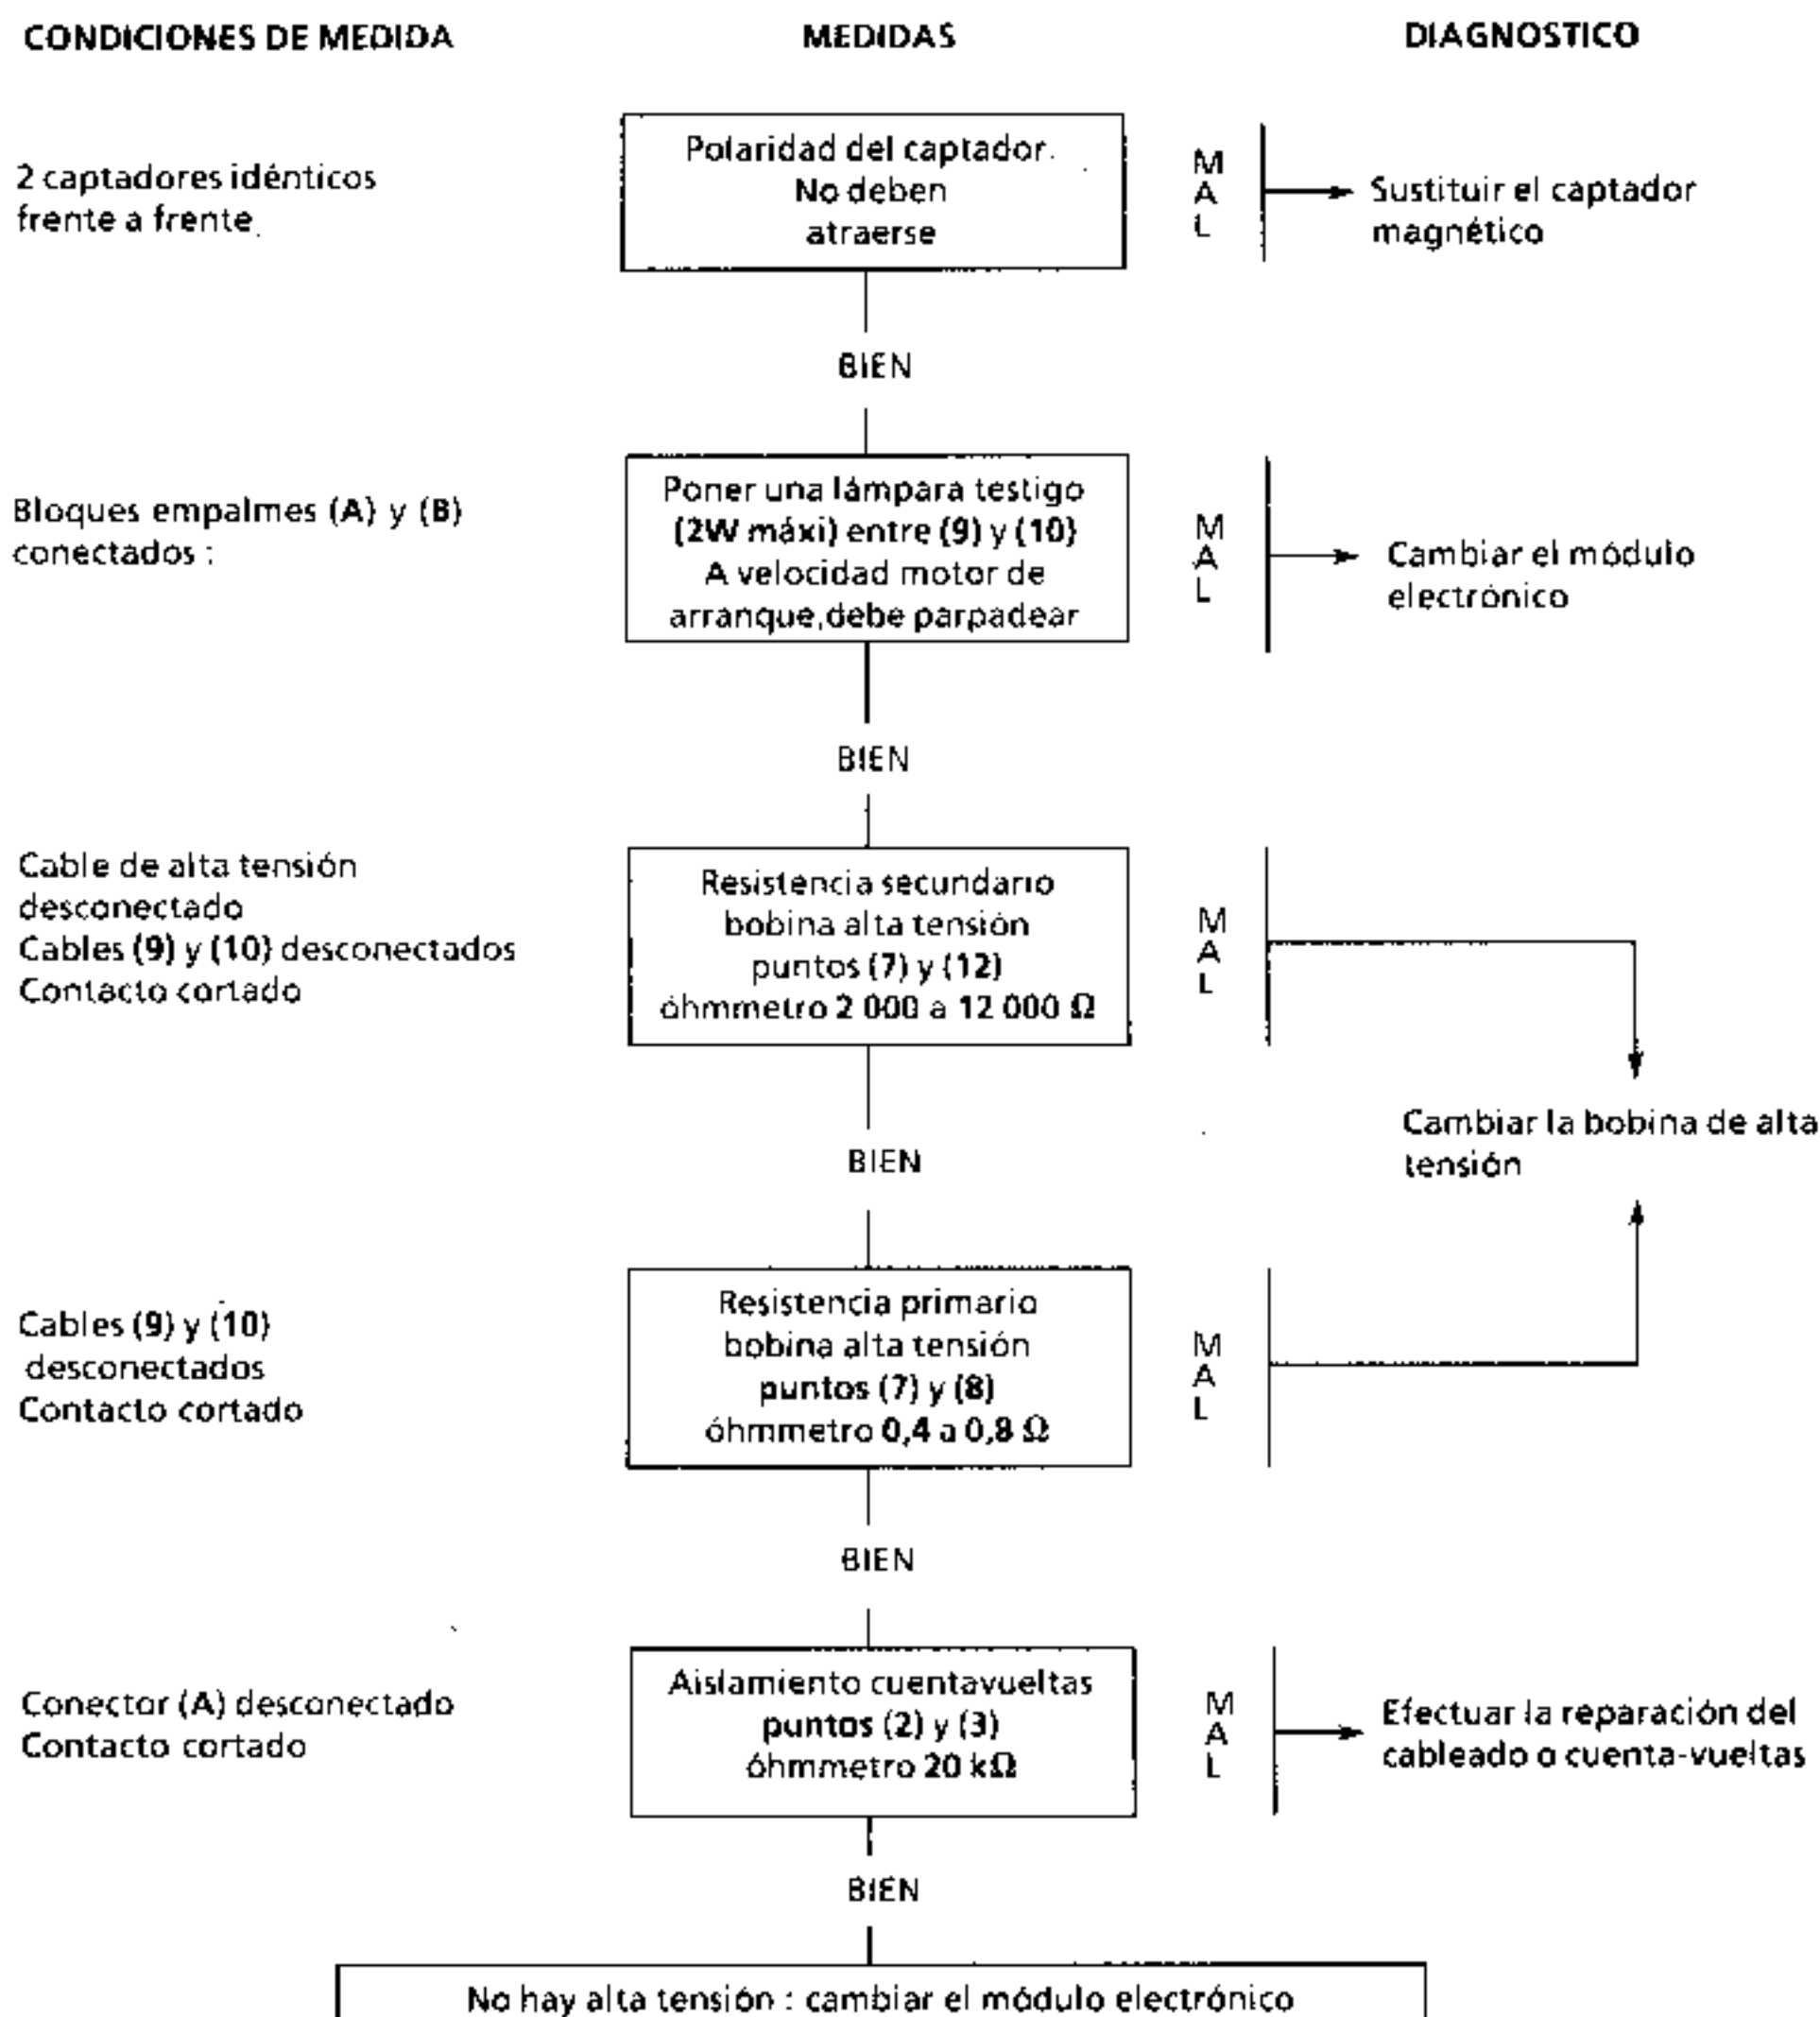 CONDICIONES DE MEDIDA
MEDIDAS
DIAGNOSTICO
2 captadores idénticos
frente a frente.
Polaridad del captador.
No deben
atraerse
M
A
L
Sustituir el captador
magnético
BIEN
Bloques empalmes (A) y (B)
conectados :
Poner una lámpara testigo
(2W máxi) entre (9) y (10)
A velocidad motor de
arranque, debe parpadear
M
A
L
Cambiar el módulo
electrónico
BIEN
Cable de alta tensión
desconectado
Cables (9) y (10) desconectados
Contacto cortado
Resistencia secundario
bobina alta tensión
puntos (7) y (12)
óhmmetro 2 000 a 12 000 Ω
M
A
L
Cambiar la bobina de alta
tensión
BIEN
Cables (9) y (10)
desconectados
Contacto cortado
Resistencia primario
bobina alta tensión
puntos (7) y (8)
óhmmetro 0,4 a 0,8 Ω
M
A
L
BIEN
Conector (A) desconectado
Contacto cortado
Aislamiento cuentavueltas
puntos (2) y (3)
óhmmetro 20 kΩ
M
A
L
Efectuar la reparación del
cableado o cuenta-vueltas
BIEN
No hay alta tensión : cambiar el módulo electrónico